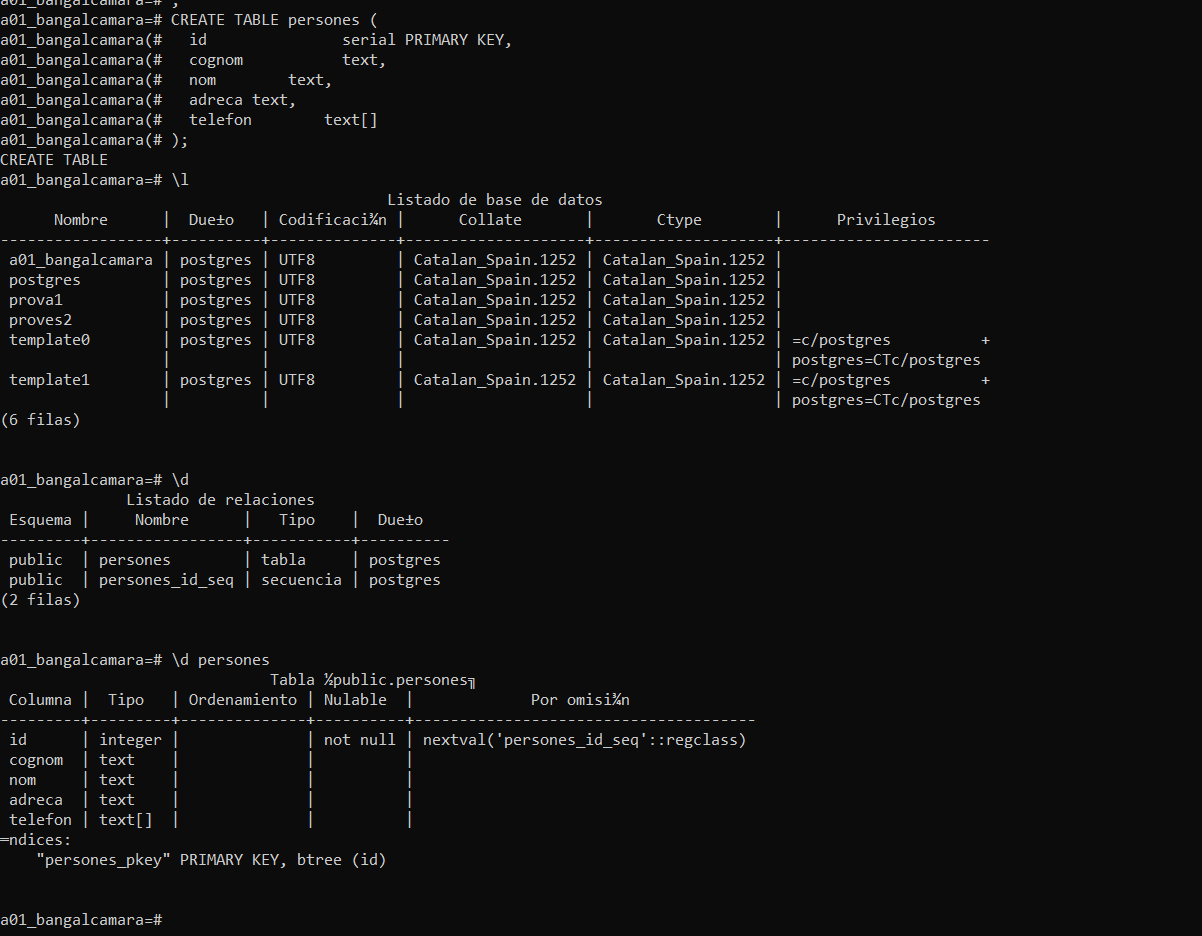 a01_bangalcamara=# ;
a01_bangalcamara=# CREATE TABLE persones (
a01_bangalcamara(#   id               serial PRIMARY KEY,
a01_bangalcamara(#   cognom           text,
a01_bangalcamara(#   nom        text,
a01_bangalcamara(#   adreca text,
a01_bangalcamara(#   telefon        text[]
a01_bangalcamara(# );
CREATE TABLE
a01_bangalcamara=# \l
                                           Listado de base de datos
      Nombre      |  Due±o   | Codificaci¾n |      Collate       |       Ctype        |      Privilegios
------------------+----------+--------------+--------------------+--------------------+-----------------------
 a01_bangalcamara | postgres | UTF8         | Catalan_Spain.1252 | Catalan_Spain.1252 |
 postgres         | postgres | UTF8         | Catalan_Spain.1252 | Catalan_Spain.1252 |
 prova1           | postgres | UTF8         | Catalan_Spain.1252 | Catalan_Spain.1252 |
 proves2          | postgres | UTF8         | Catalan_Spain.1252 | Catalan_Spain.1252 |
 template0        | postgres | UTF8         | Catalan_Spain.1252 | Catalan_Spain.1252 | =c/postgres          +
                  |          |              |                    |                    | postgres=CTc/postgres
 template1        | postgres | UTF8         | Catalan_Spain.1252 | Catalan_Spain.1252 | =c/postgres          +
                  |          |              |                    |                    | postgres=CTc/postgres
(6 filas)
a01_bangalcamara=# \d
              Listado de relaciones
 Esquema |     Nombre      |   Tipo    |  Due±o
---------+-----------------+-----------+----------
 public  | persones        | tabla     | postgres
 public  | persones_id_seq | secuencia | postgres
(2 filas)
a01_bangalcamara=# \d persones
                              Tabla ½public.persones╗
 Columna |  Tipo   | Ordenamiento | Nulable  |             Por omisi¾n
---------+---------+--------------+----------+--------------------------------------
 id      | integer |              | not null | nextval('persones_id_seq'::regclass)
 cognom  | text    |              |          |
 nom     | text    |              |          |
 adreca  | text    |              |          |
 telefon | text[]  |              |          |
═ndices:
    "persones_pkey" PRIMARY KEY, btree (id)
a01_bangalcamara=#